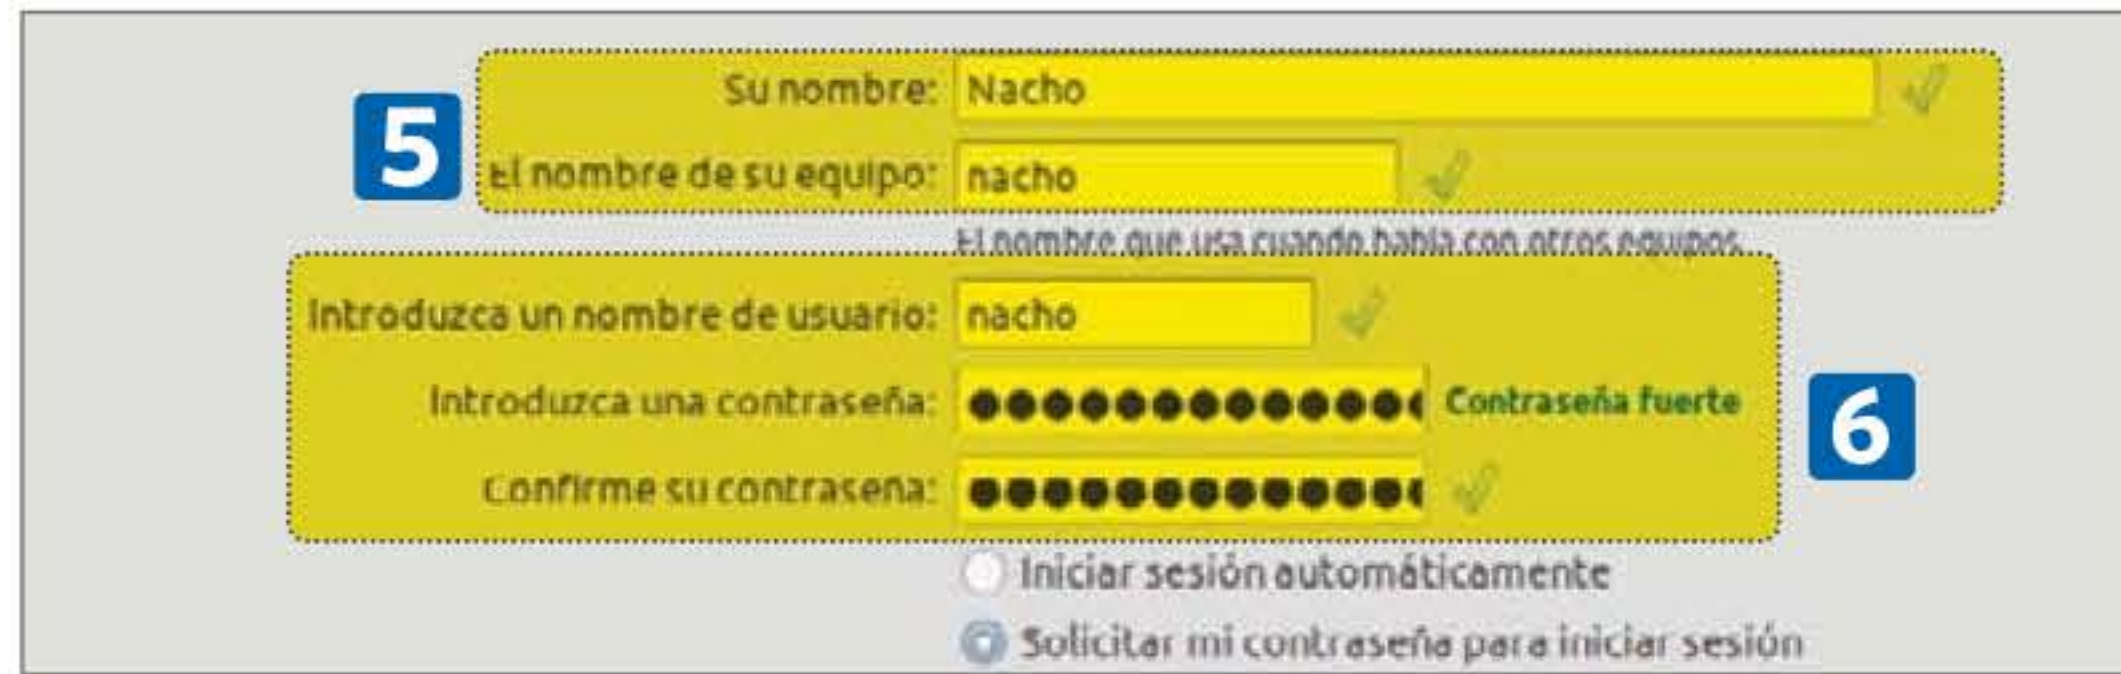 5
Su nombre: Nacho
El nombre de su equipo: nacho
El nombre que usa cuando habla con otros equipos.
Introduzca un nombre de usuario: nacho
Introduzca una contraseña: ●●●●●●●●●●●●● Contraseña fuerte
6
Confirme su contraseña: ●●●●●●●●●●●●●
Iniciar sesión automáticamente
Solicitar mi contraseña para iniciar sesión